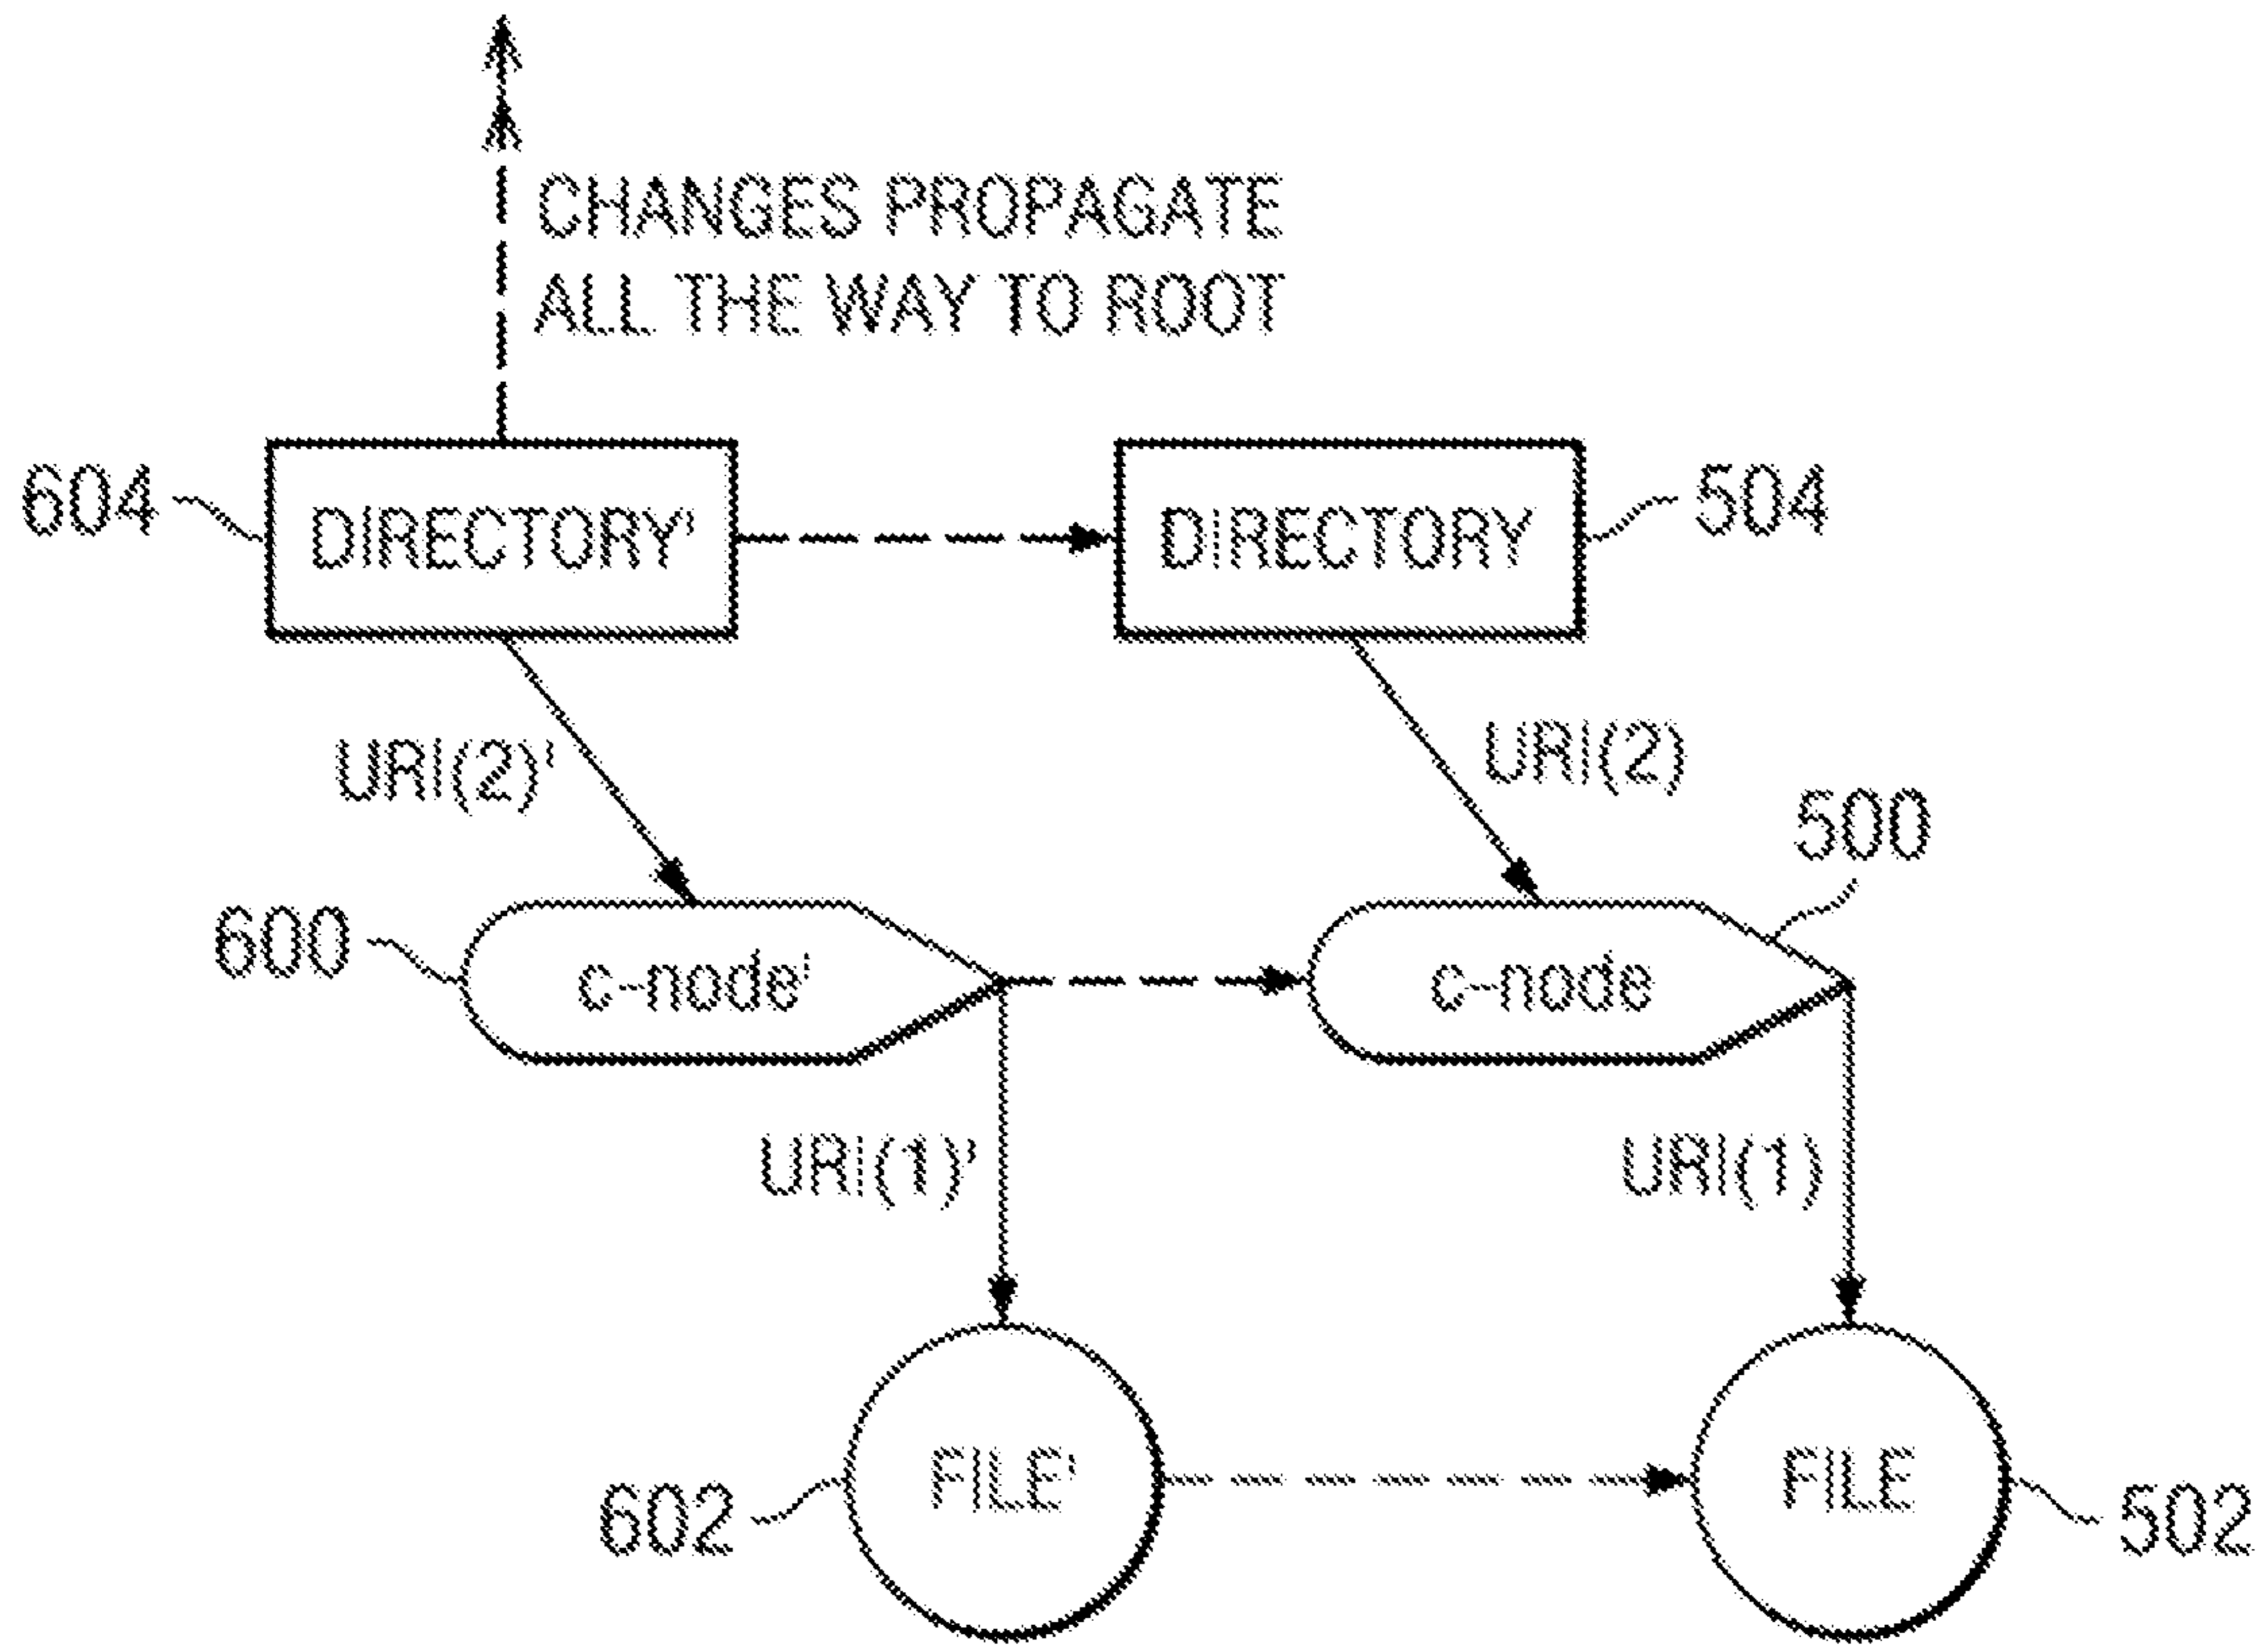 CHANGES PROPAGATE
ALL THE WAY TO ROOT
604
DIRECTORY'
DIRECTORY
504
URI(2)'
URI(2)
500
600
c-node'
c-node
URI(1)'
URI(1)
602
FILE'
FILE
502